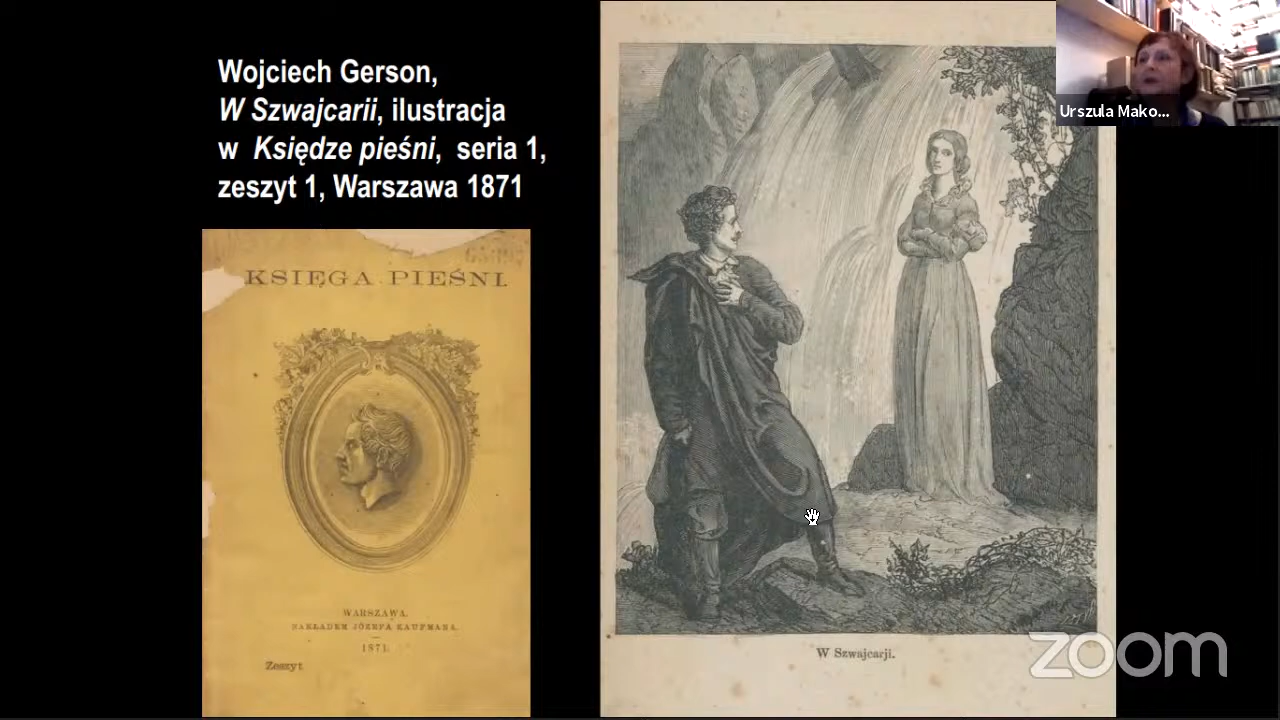 Wojciech Gerson,
W Szwajcarii, ilustracja
w Księdze pieśni, seria 1,
zeszyt 1, Warszawa 1871
KSIĘGA PIEŚNI.
WARSZAWA.
NAKŁADEM JÓZEFA KAUFMANA.
1871.
Zeszyt
W Szwajcarji.
Urszula Mako...
zoom